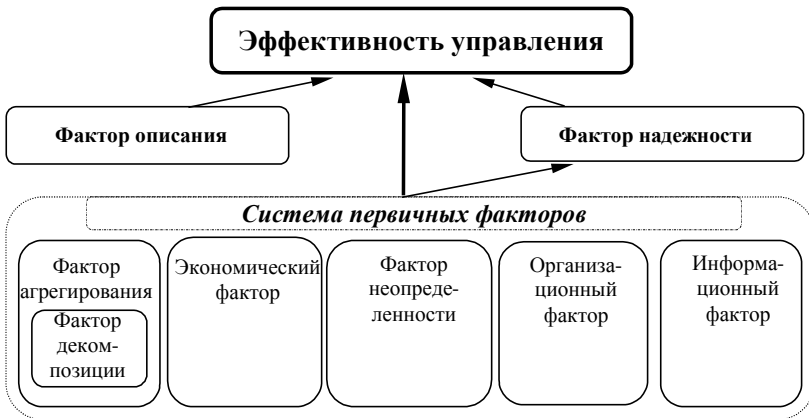 Эффективность управления
Фактор описания
Фактор надежности
Система первичных факторов
Фактор
агрегирования
Фактор
деком-
позиции
Экономический
фактор
Фактор
неопреде-
ленности
Организа-
ционный
фактор
Информа-
ционный
фактор